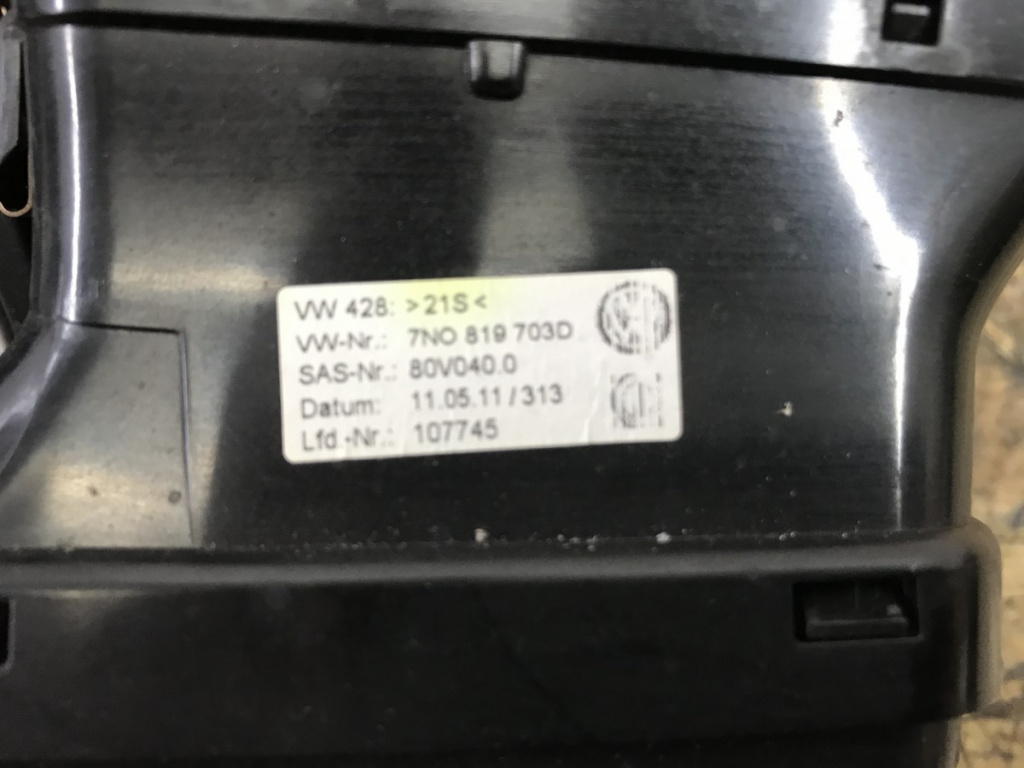 VW 428: >21S<
VW-Nr.: 7N0 819 703D
SAS-Nr.: 80V040.0
Datum: 11.05.11 / 313
Lfd.-Nr.: 107745